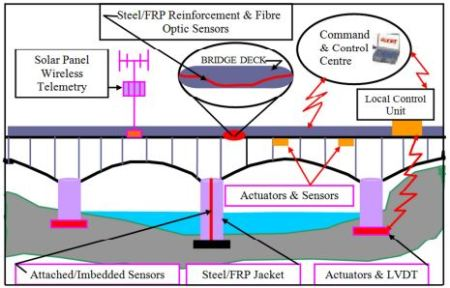 Steel/FRP Reinforcement & Fibre
Optic Sensors
Command
& Control
Centre
Solar Panel
Wireless
Telemetry
BRIDGE DECK
Local Control
Unit
Actuators & Sensors
Attached/Imbedded Sensors
Steel/FRP Jacket
Actuators & LVDT